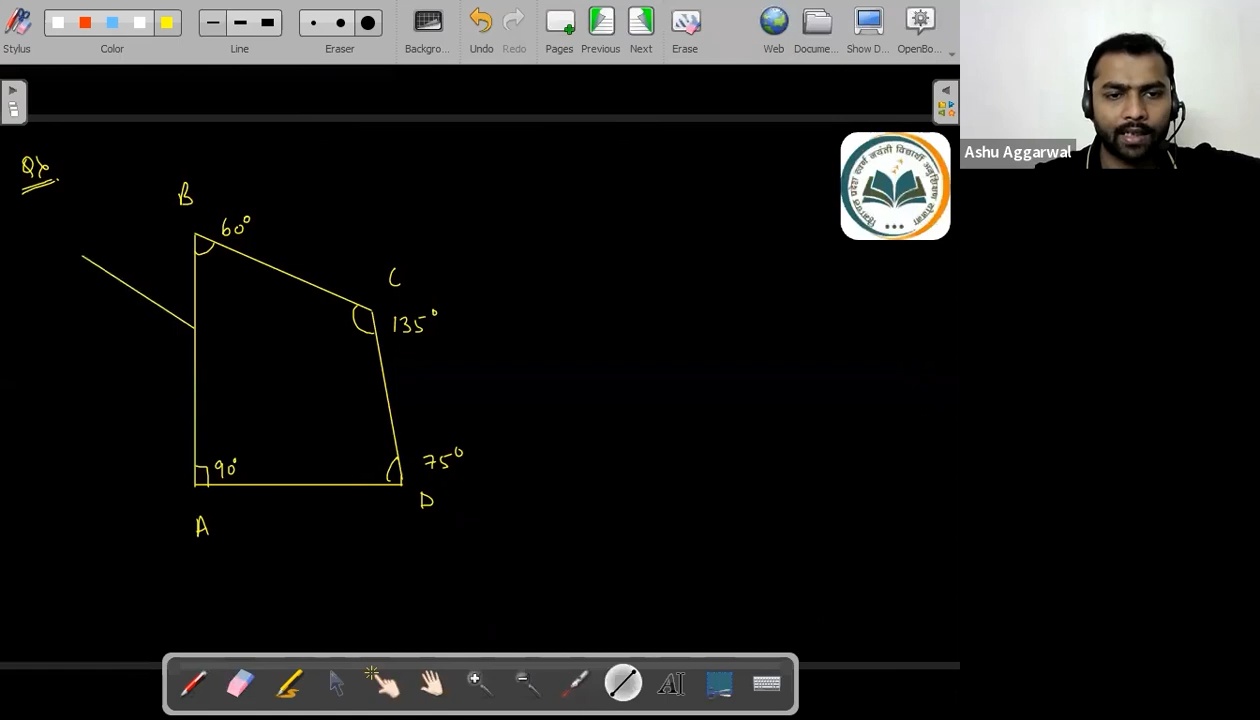 Stylus
Color
Line
Eraser
Backgro...
Undo
Redo
Pages
Previous
Next
Erase
Web
Docume...
Show D...
OpenBo...
Ashu Aggarwal
B
60°
C
135°
90°
75°
D
A